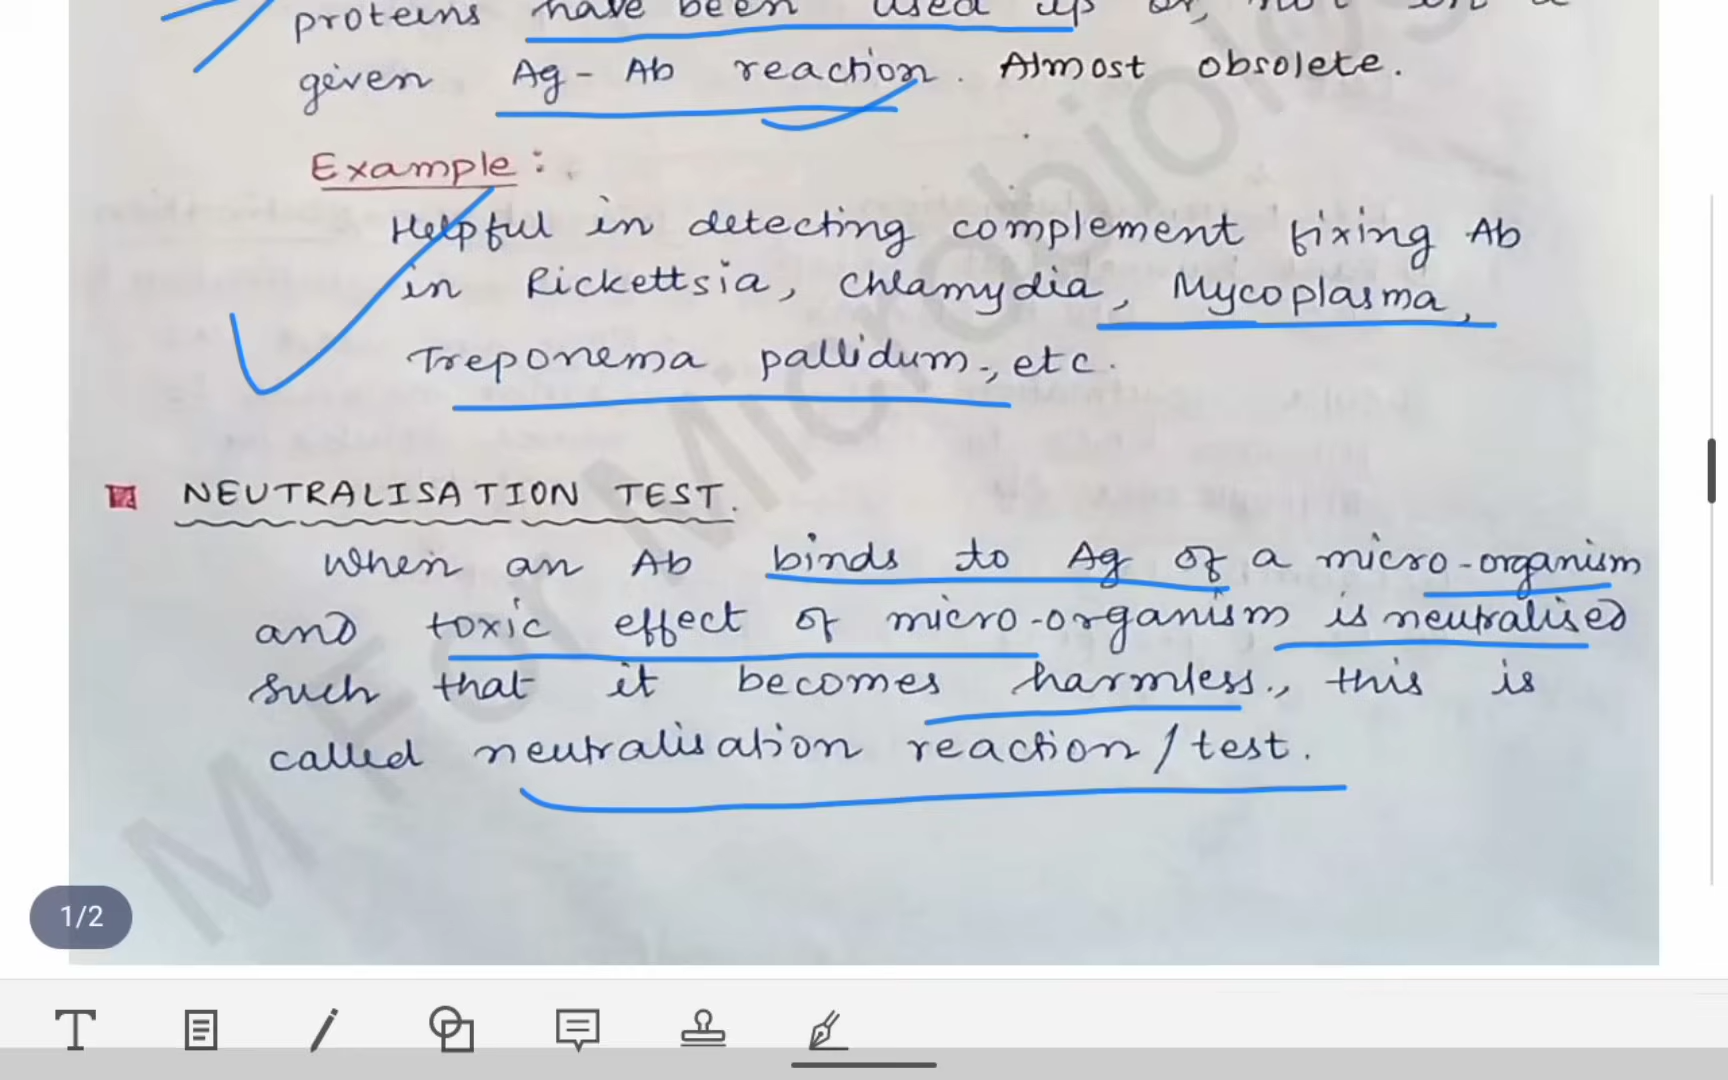 proteins have been used up or, not in a
given Ag - Ab reaction. Almost obsolete.
Example :
Helpful in detecting complement fixing Ab
in Rickettsia, Chlamydia, Mycoplasma,
Treponema pallidum., etc.
NEUTRALISATION TEST.
When an Ab binds to Ag of a micro-organism
and toxic effect of micro-organism is neutralised
such that it becomes harmless., this is
called neutralisation reaction / test.
M For Microbiology
1/2
T